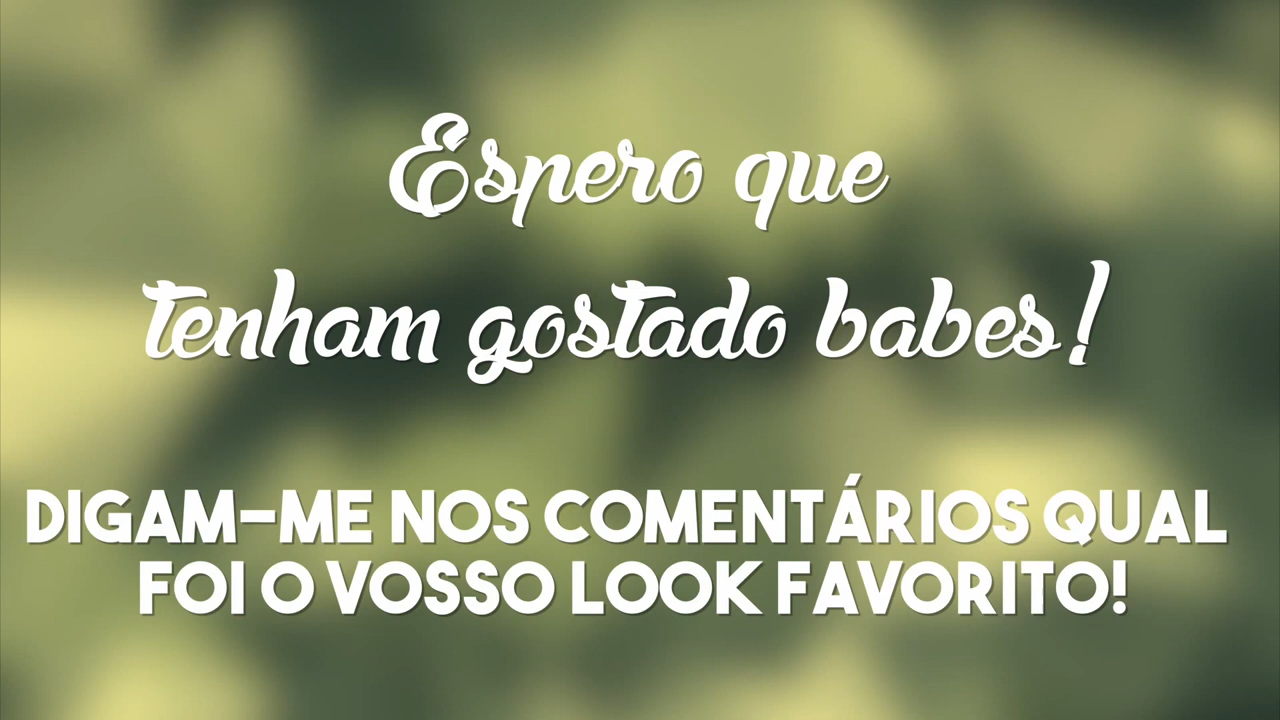 Espero que
tenham gostado babes!
DIGAM-ME NOS COMENTÁRIOS QUAL
FOI O VOSSO LOOK FAVORITO!